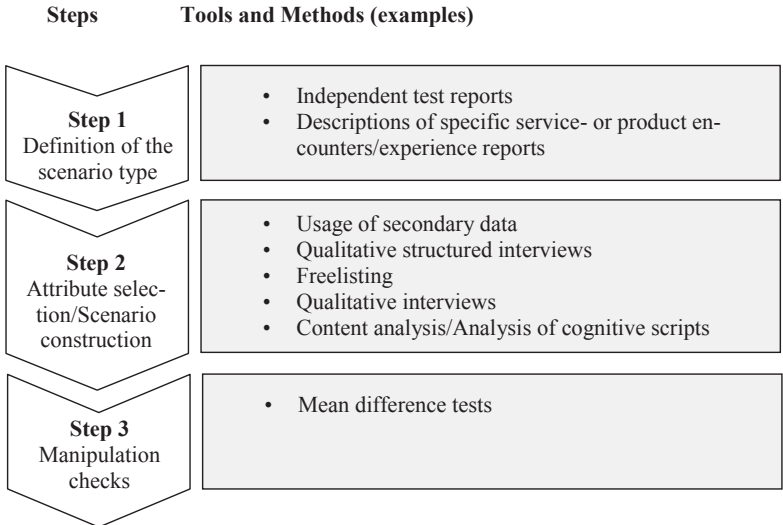 Steps Tools and Methods (examples)
Step 1
Definition of the
scenario type
• Independent test reports
• Descriptions of specific service- or product en-
counters/experience reports
Step 2
Attribute selec-
tion/Scenario
construction
• Usage of secondary data
• Qualitative structured interviews
• Freelisting
• Qualitative interviews
• Content analysis/Analysis of cognitive scripts
Step 3
Manipulation
checks
• Mean difference tests